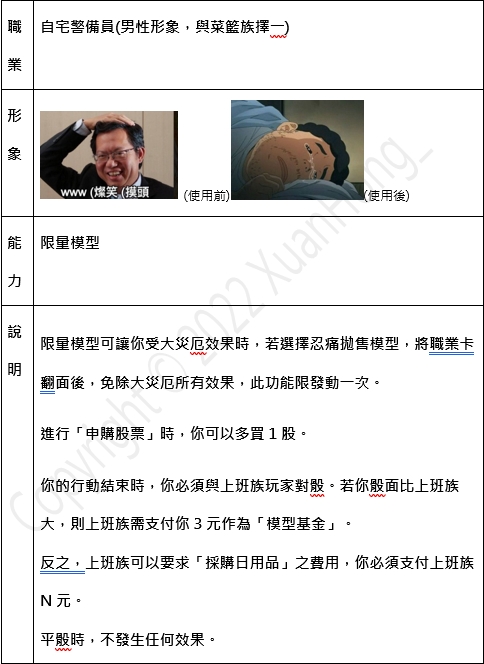 職業
自宅警備員(男性形象，與菜籃族擇一)
形象
www (燦笑 (摸頭
(使用前)
(使用後)
能力
限量模型
說明
限量模型可讓你受大災厄效果時，若選擇忍痛拋售模型，將職業卡
翻面後，免除大災厄所有效果，此功能限發動一次。
進行「申購股票」時，你可以多買 1 股。
你的行動結束時，你必須與上班族玩家對骰。若你骰面比上班族
大，則上班族需支付你 3 元作為「模型基金」。
反之，上班族可以要求「採購日用品」之費用，你必須支付上班族
N 元。
平骰時，不發生任何效果。
Copyright © 2022 XuanHang_